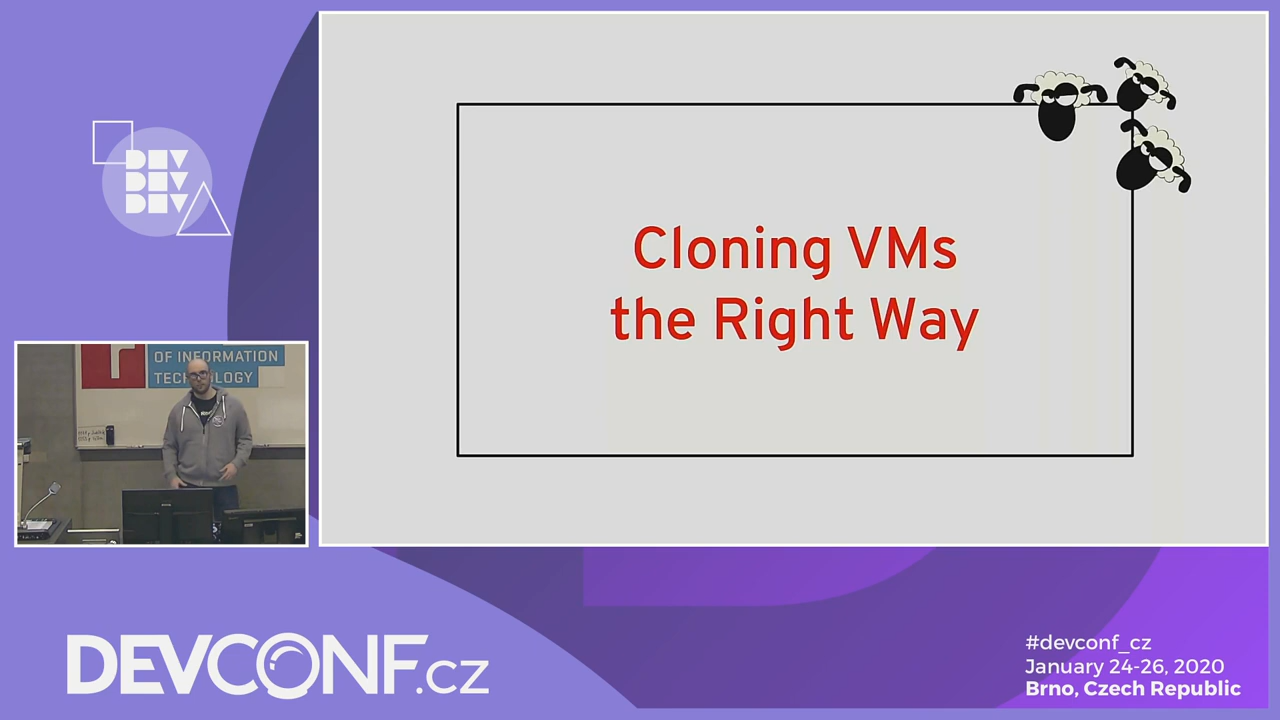 DEV
DEV
DEV
Cloning VMs
the Right Way
OF INFORMATION
TECHNOLOGY
DEVCONF.cz
#devconf_cz
January 24-26, 2020
Brno, Czech Republic